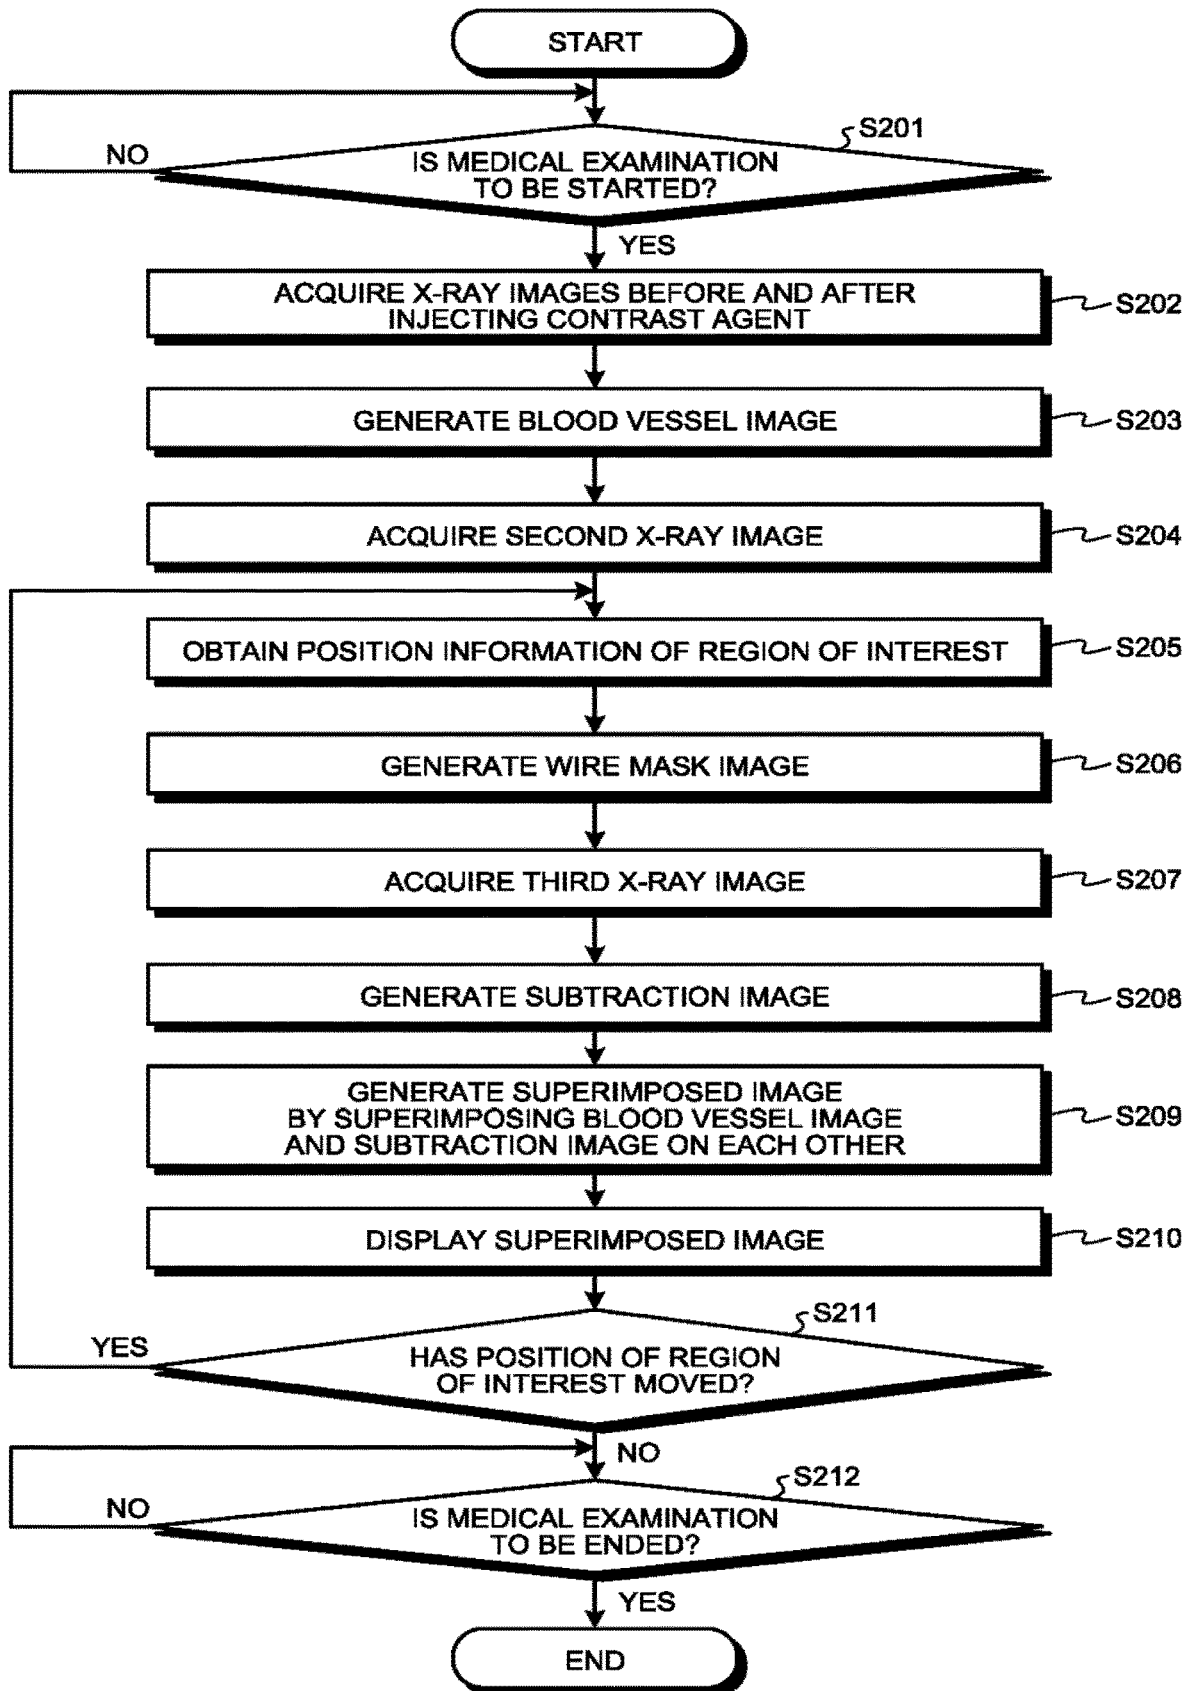 START
S201
NO
IS MEDICAL EXAMINATION
TO BE STARTED?
YES
ACQUIRE X-RAY IMAGES BEFORE AND AFTER
INJECTING CONTRAST AGENT
S202
GENERATE BLOOD VESSEL IMAGE
S203
ACQUIRE SECOND X-RAY IMAGE
S204
OBTAIN POSITION INFORMATION OF REGION OF INTEREST
S205
GENERATE WIRE MASK IMAGE
S206
ACQUIRE THIRD X-RAY IMAGE
S207
GENERATE SUBTRACTION IMAGE
S208
GENERATE SUPERIMPOSED IMAGE
BY SUPERIMPOSING BLOOD VESSEL IMAGE
AND SUBTRACTION IMAGE ON EACH OTHER
S209
DISPLAY SUPERIMPOSED IMAGE
S210
S211
YES
HAS POSITION OF REGION
OF INTEREST MOVED?
NO
S212
NO
IS MEDICAL EXAMINATION
TO BE ENDED?
YES
END